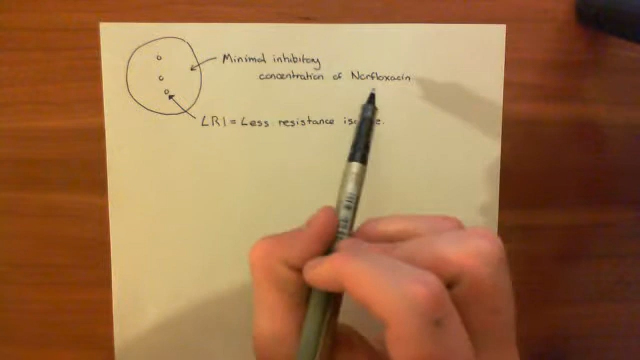 Minimal inhibitory
concentration of Norfloxacin
LRI = Less resistance